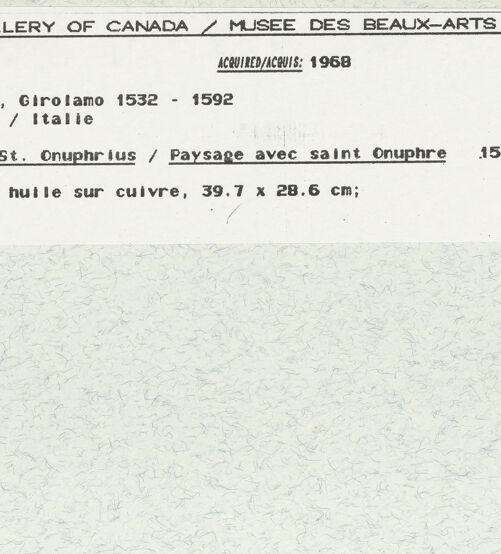 LERY OF CANADA / MUSEE DES BEAUX-ARTS
ACQUIRED/ACQUIS: 1968
, Girolamo 1532 - 1592
/ Italie
St. Onuphrius / Paysage avec saint Onuphre 15
huile sur cuivre, 39.7 x 28.6 cm;